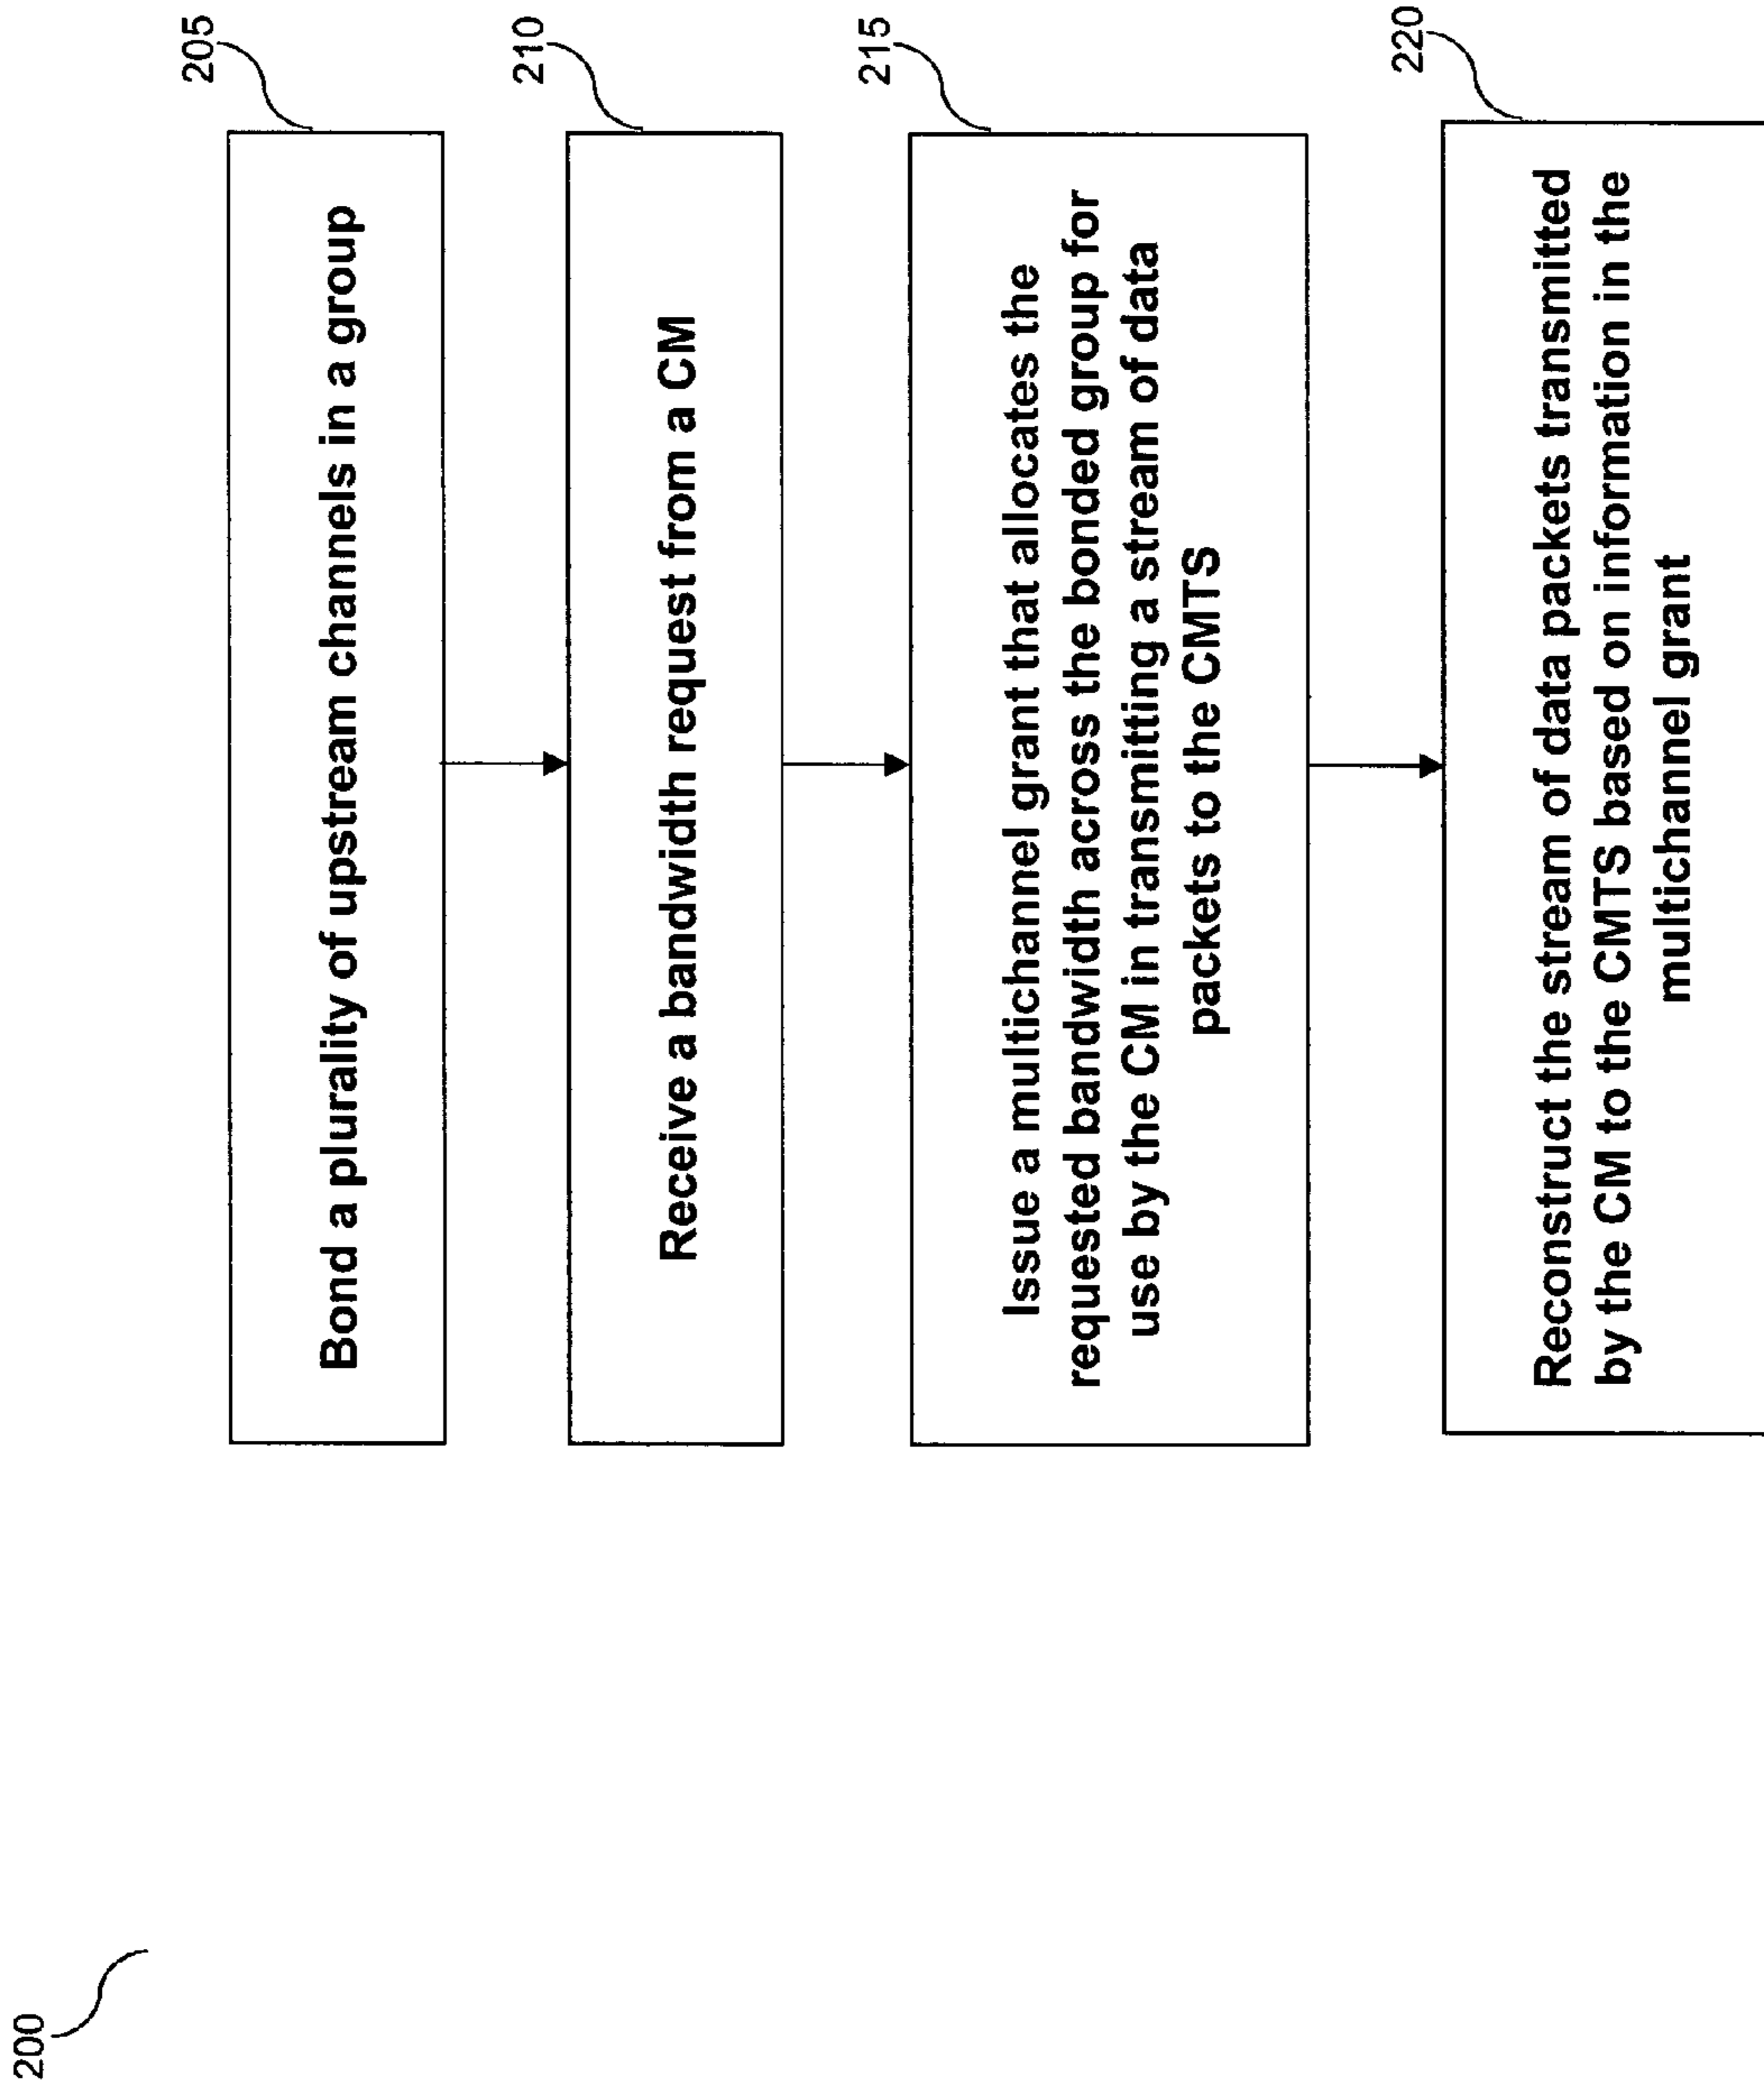 200
205
Bond a plurality of upstream channels in a group
210
Receive a bandwidth request from a CM
215
Issue a multichannel grant that allocates the
requested bandwidth across the bonded group for
use by the CM in transmitting a stream of data
packets to the CMTS
220
Reconstruct the stream of data packets transmitted
by the CM to the CMTS based on information in the
multichannel grant